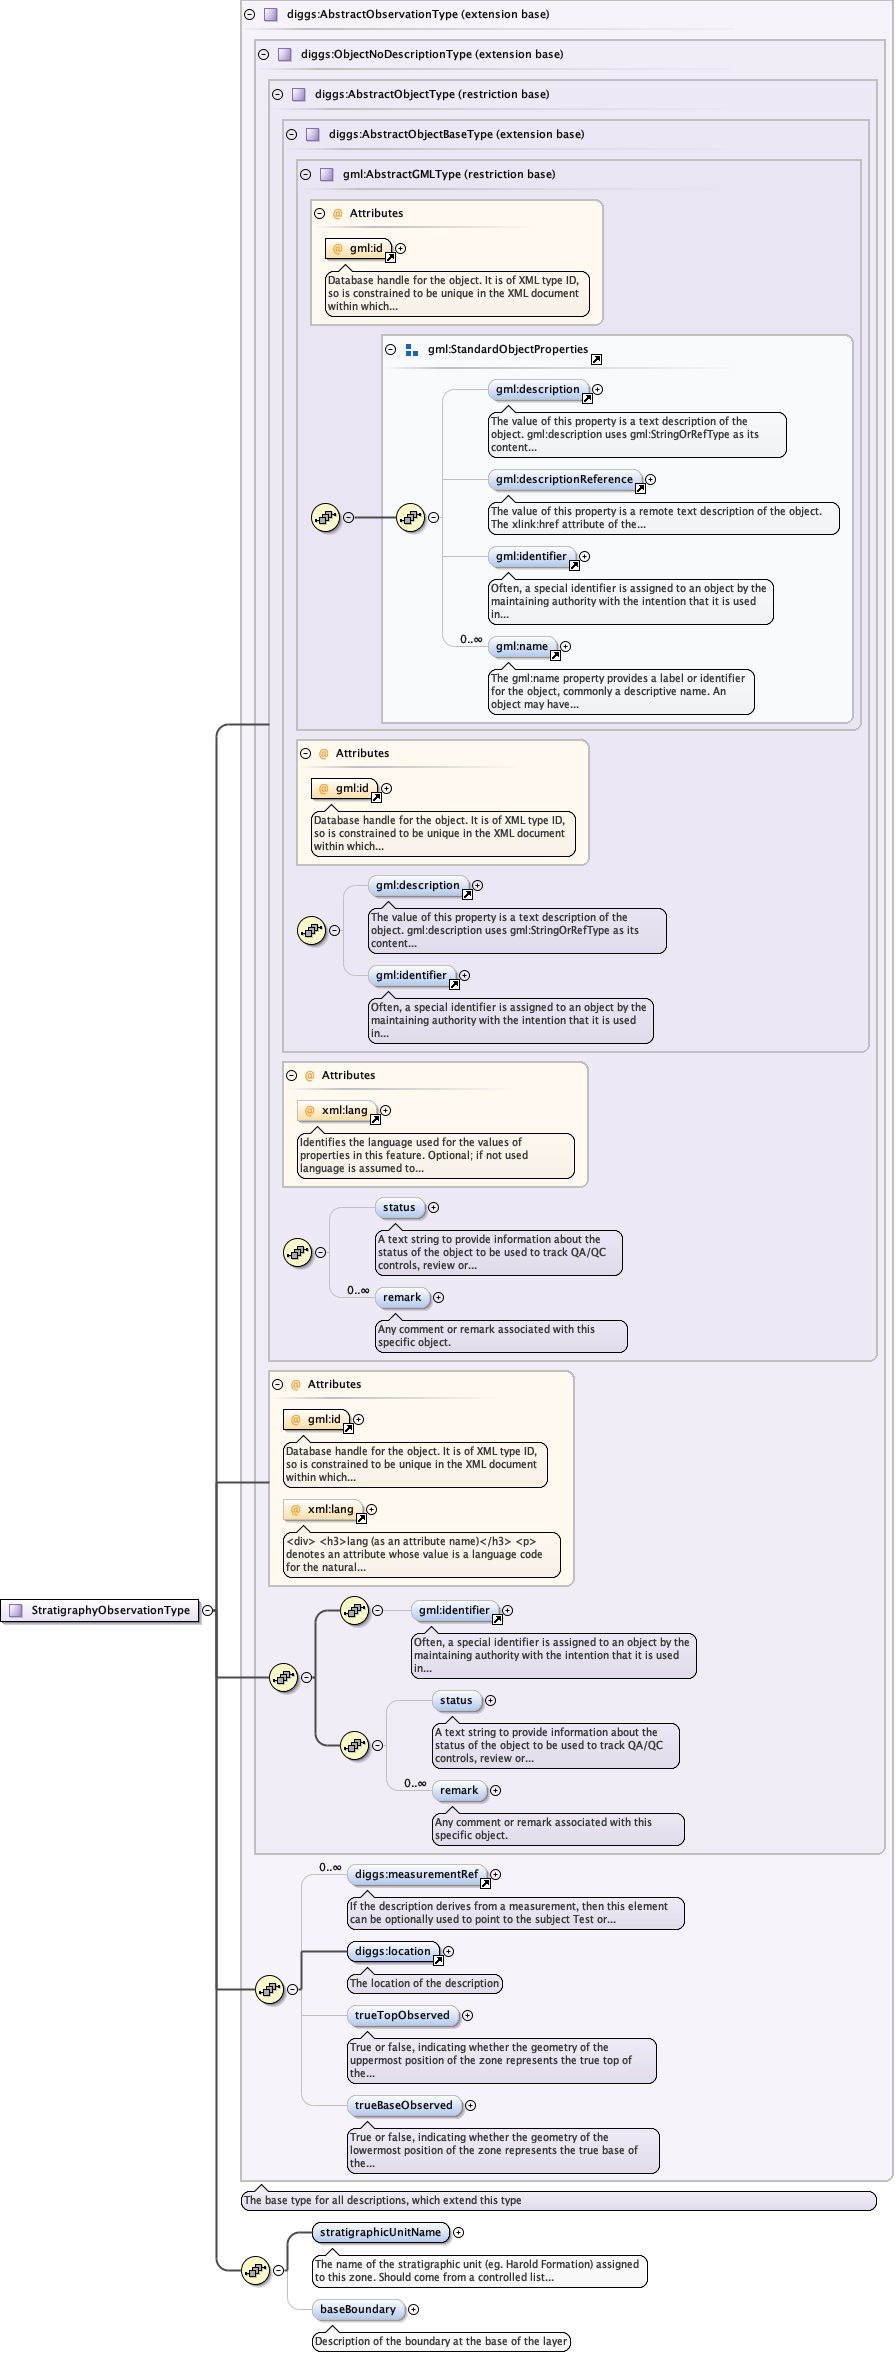 diggs:AbstractObservationType (extension base)
diggs:ObjectNoDescriptionType (extension base)
diggs:AbstractObjectType (restriction base)
diggs:AbstractObjectBaseType (extension base)
gml:AbstractGMLType (restriction base)
@ Attributes
@ gml:id
Database handle for the object. It is of XML type ID,
so is constrained to be unique in the XML document
within which...
gml:StandardObjectProperties
gml:description
The value of this property is a text description of the
object. gml:description uses gml:StringOrRefType as its
content...
gml:descriptionReference
The value of this property is a remote text description of the object.
The xlink:href attribute of the...
gml:identifier
Often, a special identifier is assigned to an object by the
maintaining authority with the intention that it is used
in...
0..∞
gml:name
The gml:name property provides a label or identifier
for the object, commonly a descriptive name. An
object may have...
@ Attributes
@ gml:id
Database handle for the object. It is of XML type ID,
so is constrained to be unique in the XML document
within which...
gml:description
The value of this property is a text description of the
object. gml:description uses gml:StringOrRefType as its
content...
gml:identifier
Often, a special identifier is assigned to an object by the
maintaining authority with the intention that it is used
in...
@ Attributes
@ xml:lang
Identifies the language used for the values of
properties in this feature. Optional; if not used
language is assumed to...
status
A text string to provide information about the
status of the object to be used to track QA/QC
controls, review or...
0..∞
remark
Any comment or remark associated with this
specific object.
@ Attributes
@ gml:id
Database handle for the object. It is of XML type ID,
so is constrained to be unique in the XML document
within which...
@ xml:lang
<div> <h3>lang (as an attribute name)</h3> <p>
denotes an attribute whose value is a language code
for the natural...
StratigraphyObservationType
gml:identifier
Often, a special identifier is assigned to an object by the
maintaining authority with the intention that it is used
in...
status
A text string to provide information about the
status of the object to be used to track QA/QC
controls, review or...
0..∞
remark
Any comment or remark associated with this
specific object.
0..∞
diggs:measurementRef
If the description derives from a measurement, then this element
can be optionally used to point to the subject Test or...
diggs:location
The location of the description
trueTopObserved
True or false, indicating whether the geometry of the
uppermost position of the zone represents the true top of
the...
trueBaseObserved
True or false, indicating whether the geometry of the
lowermost position of the zone represents the true base of
the...
The base type for all descriptions, which extend this type
stratigraphicUnitName
The name of the stratigraphic unit (eg. Harold Formation) assigned
to this zone. Should come from a controlled list...
baseBoundary
Description of the boundary at the base of the layer